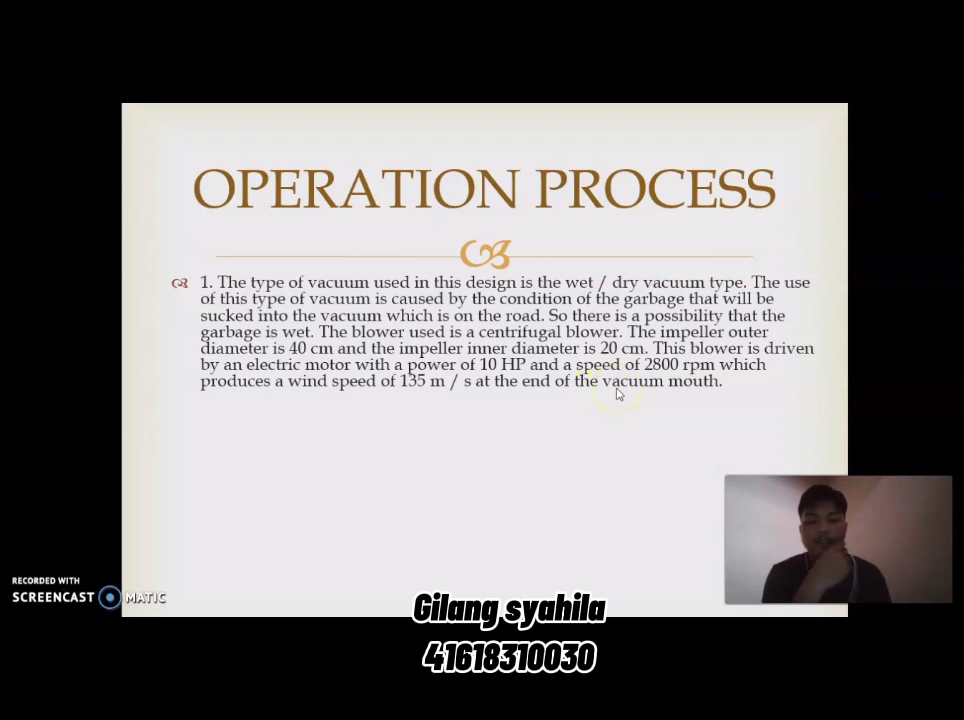 OPERATION PROCESS
1. The type of vacuum used in this design is the wet / dry vacuum type. The use
of this type of vacuum is caused by the condition of the garbage that will be
sucked into the vacuum which is on the road. So there is a possibility that the
garbage is wet. The blower used is a centrifugal blower. The impeller outer
diameter is 40 cm and the impeller inner diameter is 20 cm. This blower is driven
by an electric motor with a power of 10 HP and a speed of 2800 rpm which
produces a wind speed of 135 m / s at the end of the vacuum mouth.
RECORDED WITH
SCREENCAST MATIC
Gilang syahila
41618310030